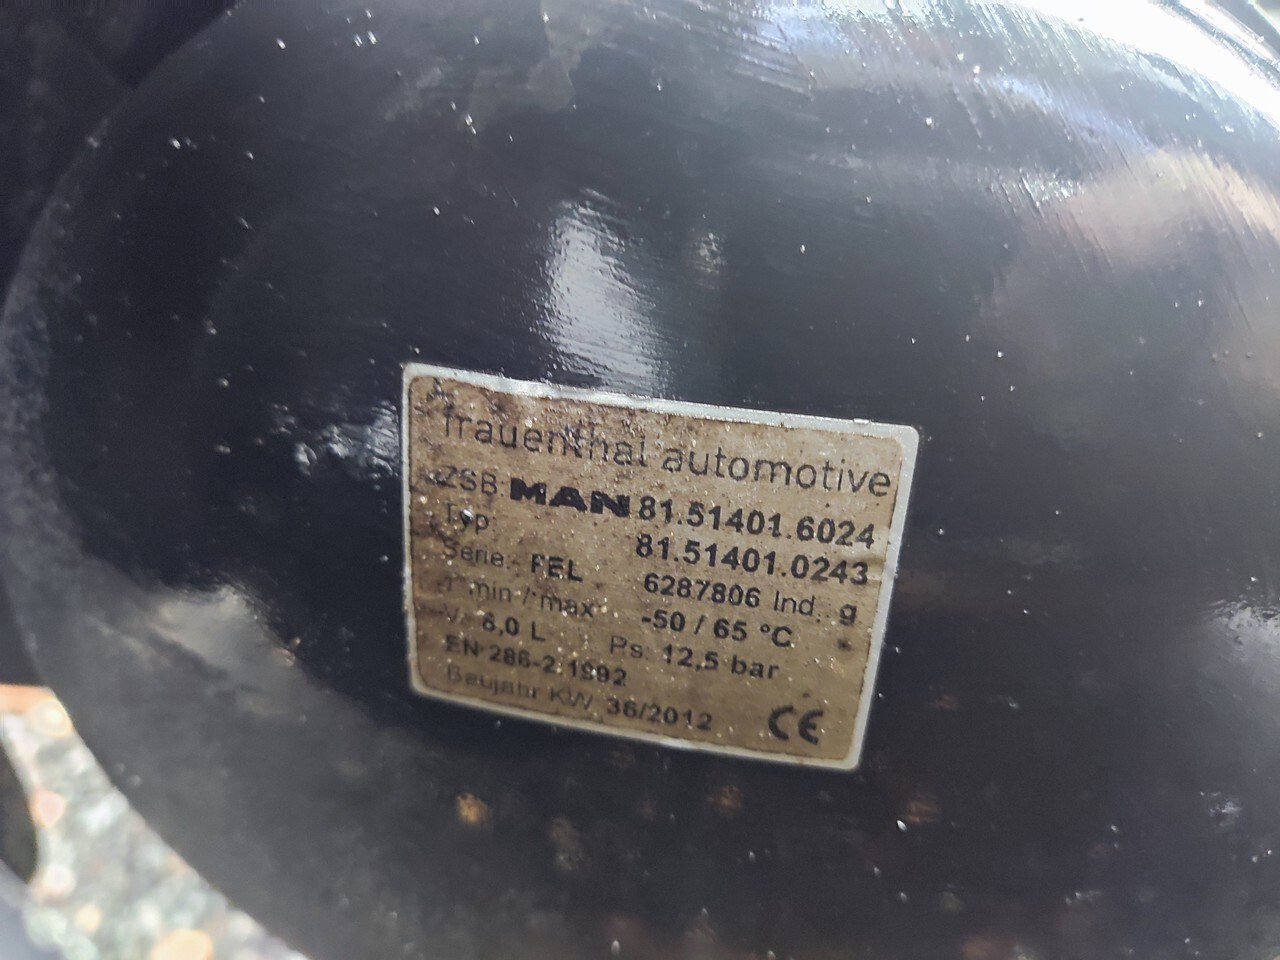 frauenthal automotive
ZSB: MAN 81.51401.6024
Typ 81.51401.0243
Serie.: FEL 6287806 Ind.: g
T min / max -50 / 65 °C
V: 6,0 L Ps: 12,5 bar
EN 286-2:1992
Baujahr KW 36/2012 CE